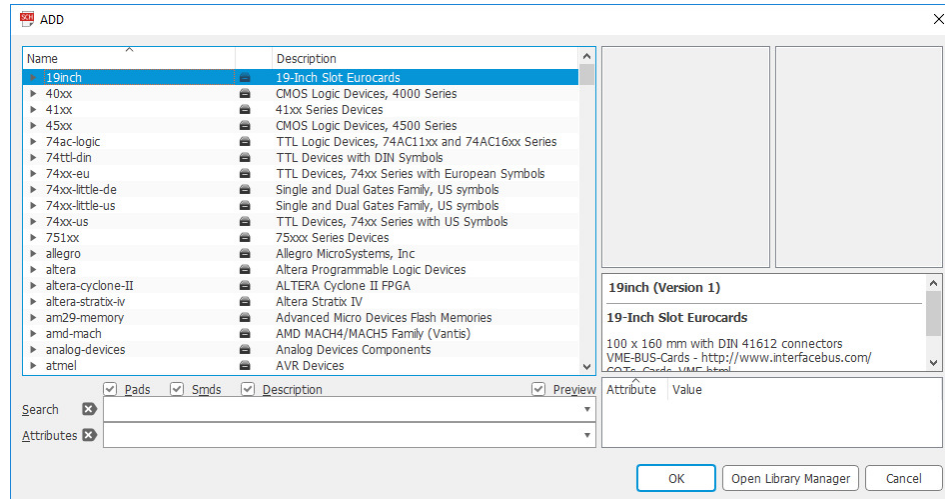 SCH ADD
Name Description
19inch 19-Inch Slot Eurocards
40xx CMOS Logic Devices, 4000 Series
41xx 41xx Series Devices
45xx CMOS Logic Devices, 4500 Series
74ac-logic TTL Logic Devices, 74AC11xx and 74AC16xx Series
74ttl-din TTL Devices with DIN Symbols
74xx-eu TTL Devices, 74xx Series with European Symbols
74xx-little-de Single and Dual Gates Family, US symbols
74xx-little-us Single and Dual Gates Family, US symbols
74xx-us TTL Devices, 74xx Series with US Symbols
751xx 75xxx Series Devices
allegro Allegro MicroSystems, Inc
altera Altera Programmable Logic Devices
altera-cyclone-II ALTERA Cyclone II FPGA
altera-stratix-iv Altera Stratix IV
am29-memory Advanced Micro Devices Flash Memories
amd-mach AMD MACH4/MACH5 Family (Vantis)
analog-devices Analog Devices Components
atmel AVR Devices
19inch (Version 1)
19-Inch Slot Eurocards
100 x 160 mm with DIN 41612 connectors
VME-BUS-Cards - http://www.interfacebus.com/
COTs_Cards_VME.html
Pads Smds Description Preview
Search
Attributes
Attribute Value
OK Open Library Manager Cancel